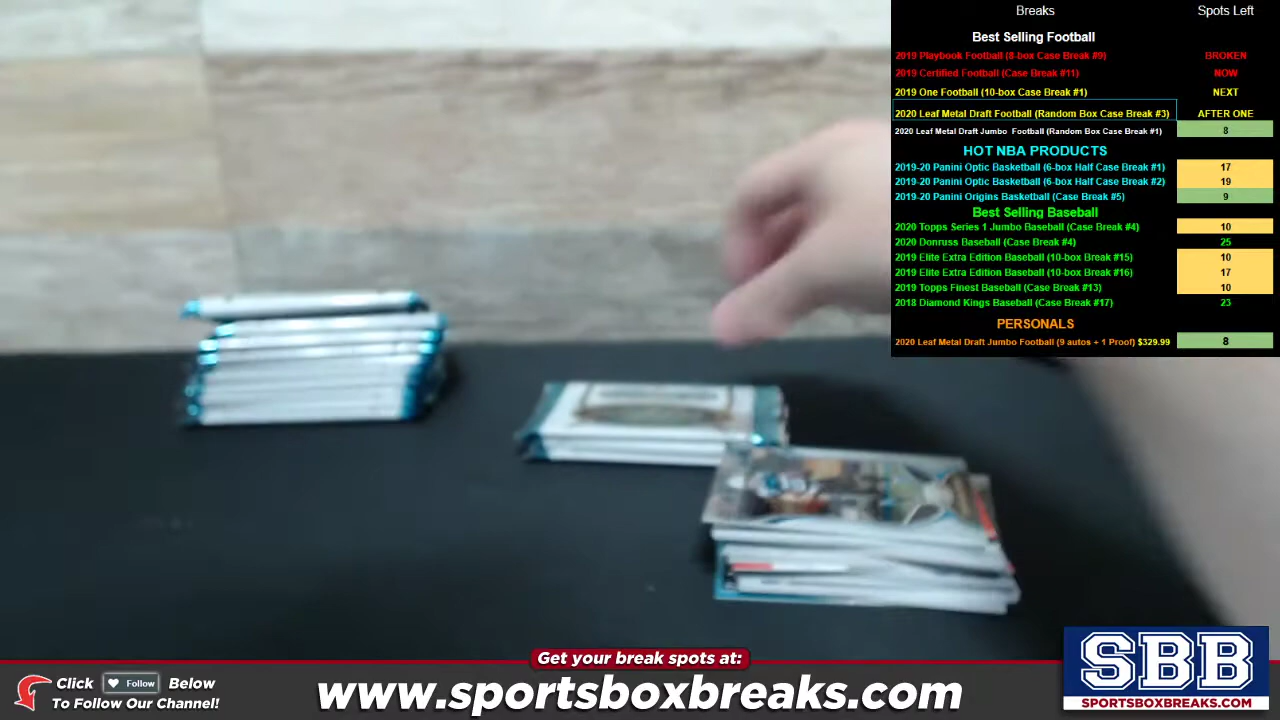 Breaks Spots Left
Best Selling Football
2019 Playbook Football (8-box Case Break #9) BROKEN
2019 Certified Football (Case Break #11) NOW
2019 One Football (10-box Case Break #1) NEXT
2020 Leaf Metal Draft Football (Random Box Case Break #3) AFTER ONE
2020 Leaf Metal Draft Jumbo Football (Random Box Case Break #1) 8
HOT NBA PRODUCTS
2019-20 Panini Optic Basketball (6-box Half Case Break #1) 17
2019-20 Panini Optic Basketball (6-box Half Case Break #2) 19
2019-20 Panini Origins Basketball (Case Break #5) 9
Best Selling Baseball
2020 Topps Series 1 Jumbo Baseball (Case Break #4) 10
2020 Donruss Baseball (Case Break #4) 25
2019 Elite Extra Edition Baseball (10-box Break #15) 10
2019 Elite Extra Edition Baseball (10-box Break #16) 17
2019 Topps Finest Baseball (Case Break #13) 10
2018 Diamond Kings Baseball (Case Break #17) 23
PERSONALS
2020 Leaf Metal Draft Jumbo Football (9 autos + 1 Proof) $329.99 8
Get your break spots at:
Click Follow Below
To Follow Our Channel!
www.sportsboxbreaks.com
SBB
SPORTSBOXBREAKS.COM